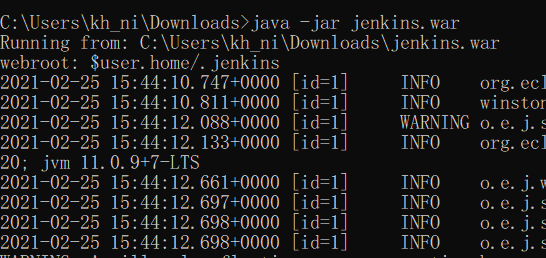 C:\Users\kh_ni\Downloads>java -jar jenkins.war
Running from: C:\Users\kh_ni\Downloads\jenkins.war
webroot: $user.home/.jenkins
2021-02-25 15:44:10.747+0000 [id=1] INFO org.ecl
2021-02-25 15:44:10.811+0000 [id=1] INFO winston
2021-02-25 15:44:12.088+0000 [id=1] WARNING o.e.j.s
2021-02-25 15:44:12.133+0000 [id=1] INFO org.ecl
20; jvm 11.0.9+7-LTS
2021-02-25 15:44:12.661+0000 [id=1] INFO o.e.j.w
2021-02-25 15:44:12.697+0000 [id=1] INFO o.e.j.s
2021-02-25 15:44:12.698+0000 [id=1] INFO o.e.j.s
2021-02-25 15:44:12.698+0000 [id=1] INFO o.e.j.s